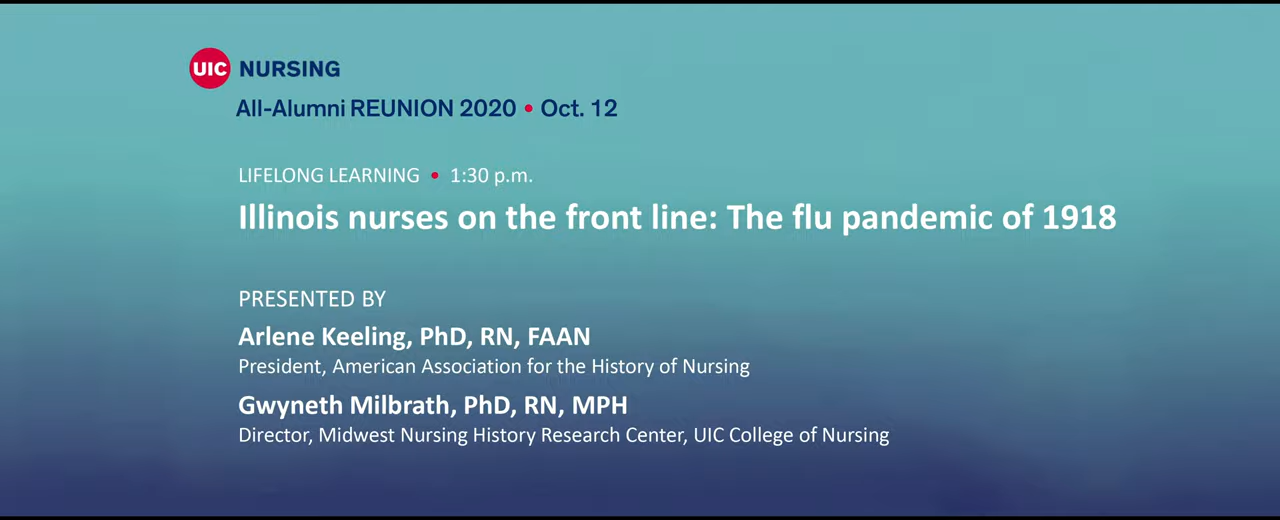 UIC NURSING
All-Alumni REUNION 2020 • Oct. 12
LIFELONG LEARNING • 1:30 p.m.
Illinois nurses on the front line: The flu pandemic of 1918
PRESENTED BY
Arlene Keeling, PhD, RN, FAAN
President, American Association for the History of Nursing
Gwyneth Milbrath, PhD, RN, MPH
Director, Midwest Nursing History Research Center, UIC College of Nursing